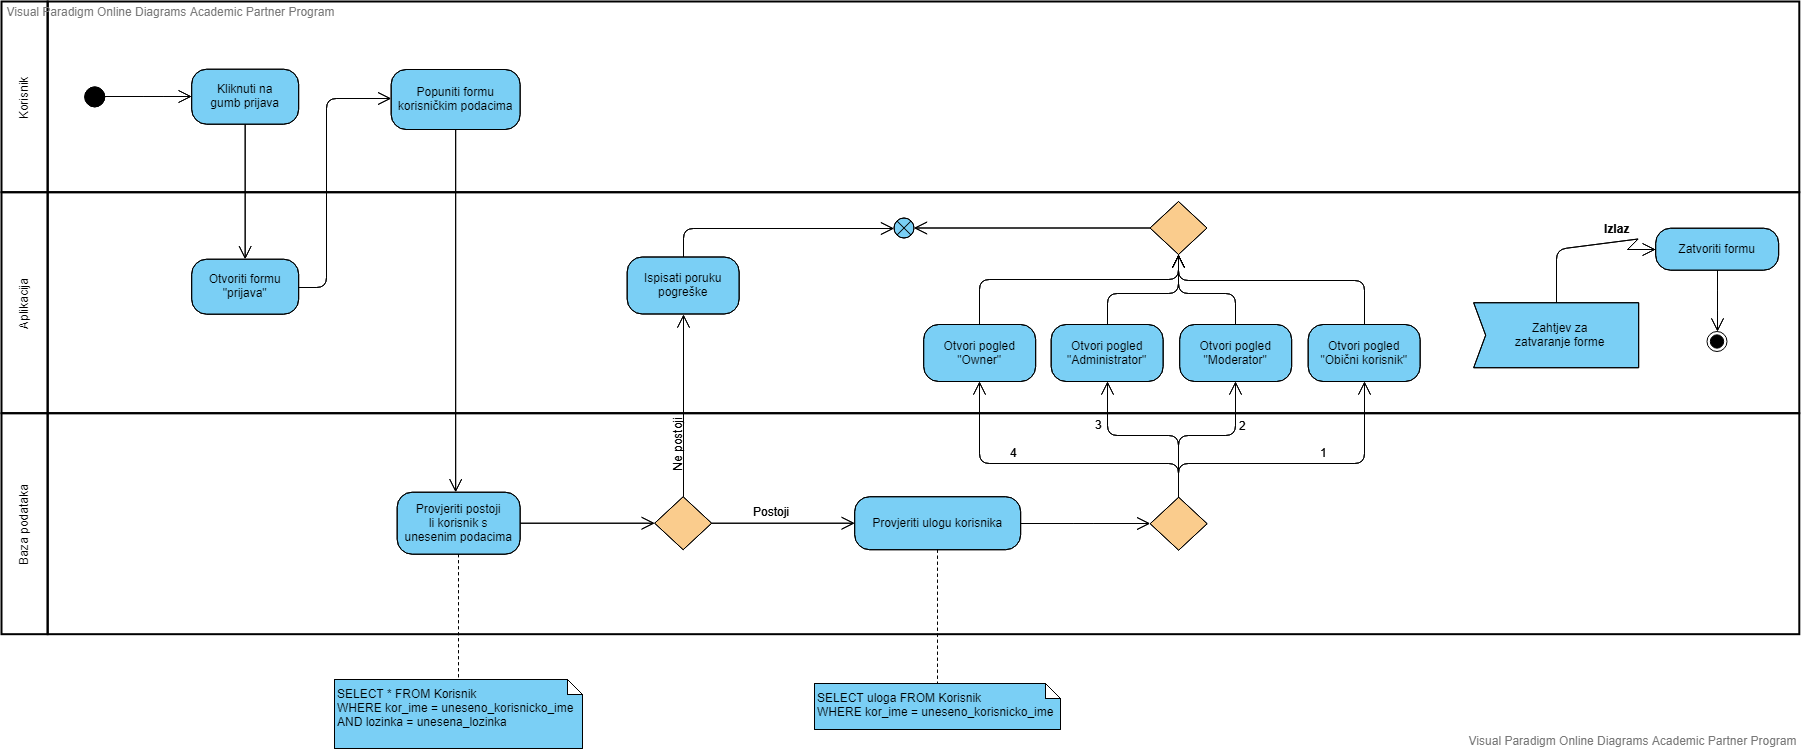 Visual Paradigm Online Diagrams Academic Partner Program
Korisnik
Kliknuti na
gumb prijava
Popuniti formu
korisničkim podacima
Aplikacija
Otvoriti formu
"prijava"
Ispisati poruku
pogreške
Otvori pogled
"Owner"
Otvori pogled
"Administrator"
Otvori pogled
"Moderator"
Otvori pogled
"Obični korisnik"
Zahtjev za
zatvaranje forme
Izlaz
Zatvoriti formu
Baza podataka
Provjeriti postoji
li korisnik s
unesenim podacima
Ne postoji
Postoji
Provjeriti ulogu korisnika
4
3
2
1
SELECT * FROM Korisnik
WHERE kor_ime = uneseno_korisnicko_ime
AND lozinka = unesena_lozinka
SELECT uloga FROM Korisnik
WHERE kor_ime = uneseno_korisnicko_ime
Visual Paradigm Online Diagrams Academic Partner Program